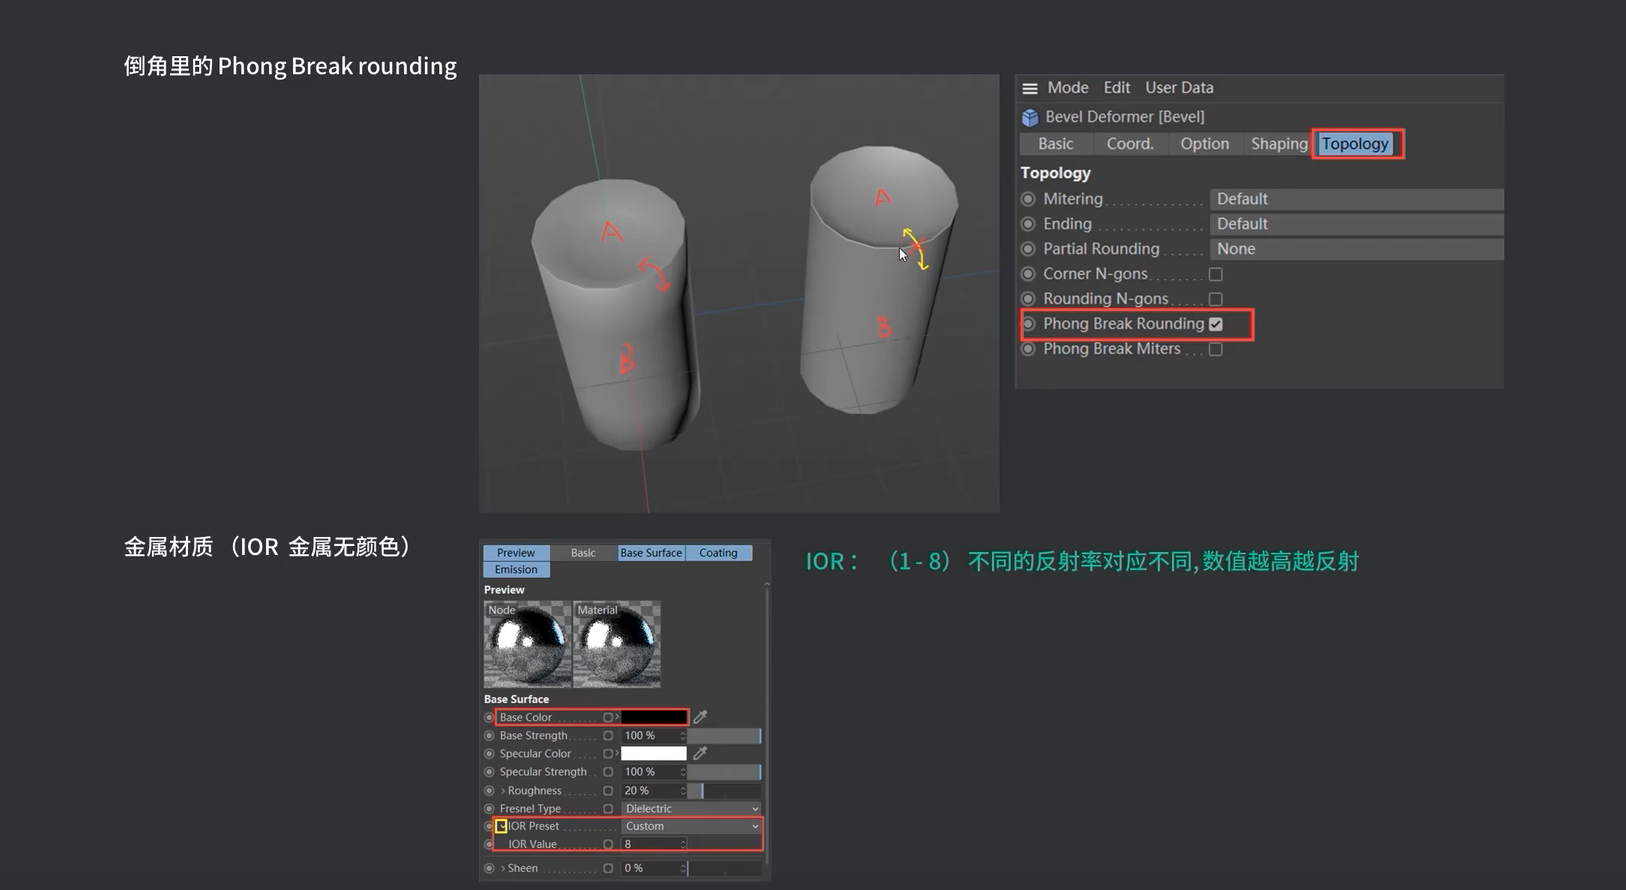 倒角里的 Phong Break rounding
A
B
A
B
Mode Edit User Data
Bevel Deformer [Bevel]
Basic Coord. Option Shaping Topology
Topology
Mitering Default
Ending Default
Partial Rounding None
Corner N-gons
Rounding N-gons
Phong Break Rounding
Phong Break Miters
金属材质 （IOR 金属无颜色）
Preview Basic Base Surface Coating
Emission
Preview
Node Material
Base Surface
Base Color
Base Strength 100 %
Specular Color
Specular Strength 100 %
Roughness 20 %
Fresnel Type Dielectric
IOR Preset Custom
IOR Value 8
Sheen 0 %
IOR： （1 - 8） 不同的反射率对应不同,数值越高越反射